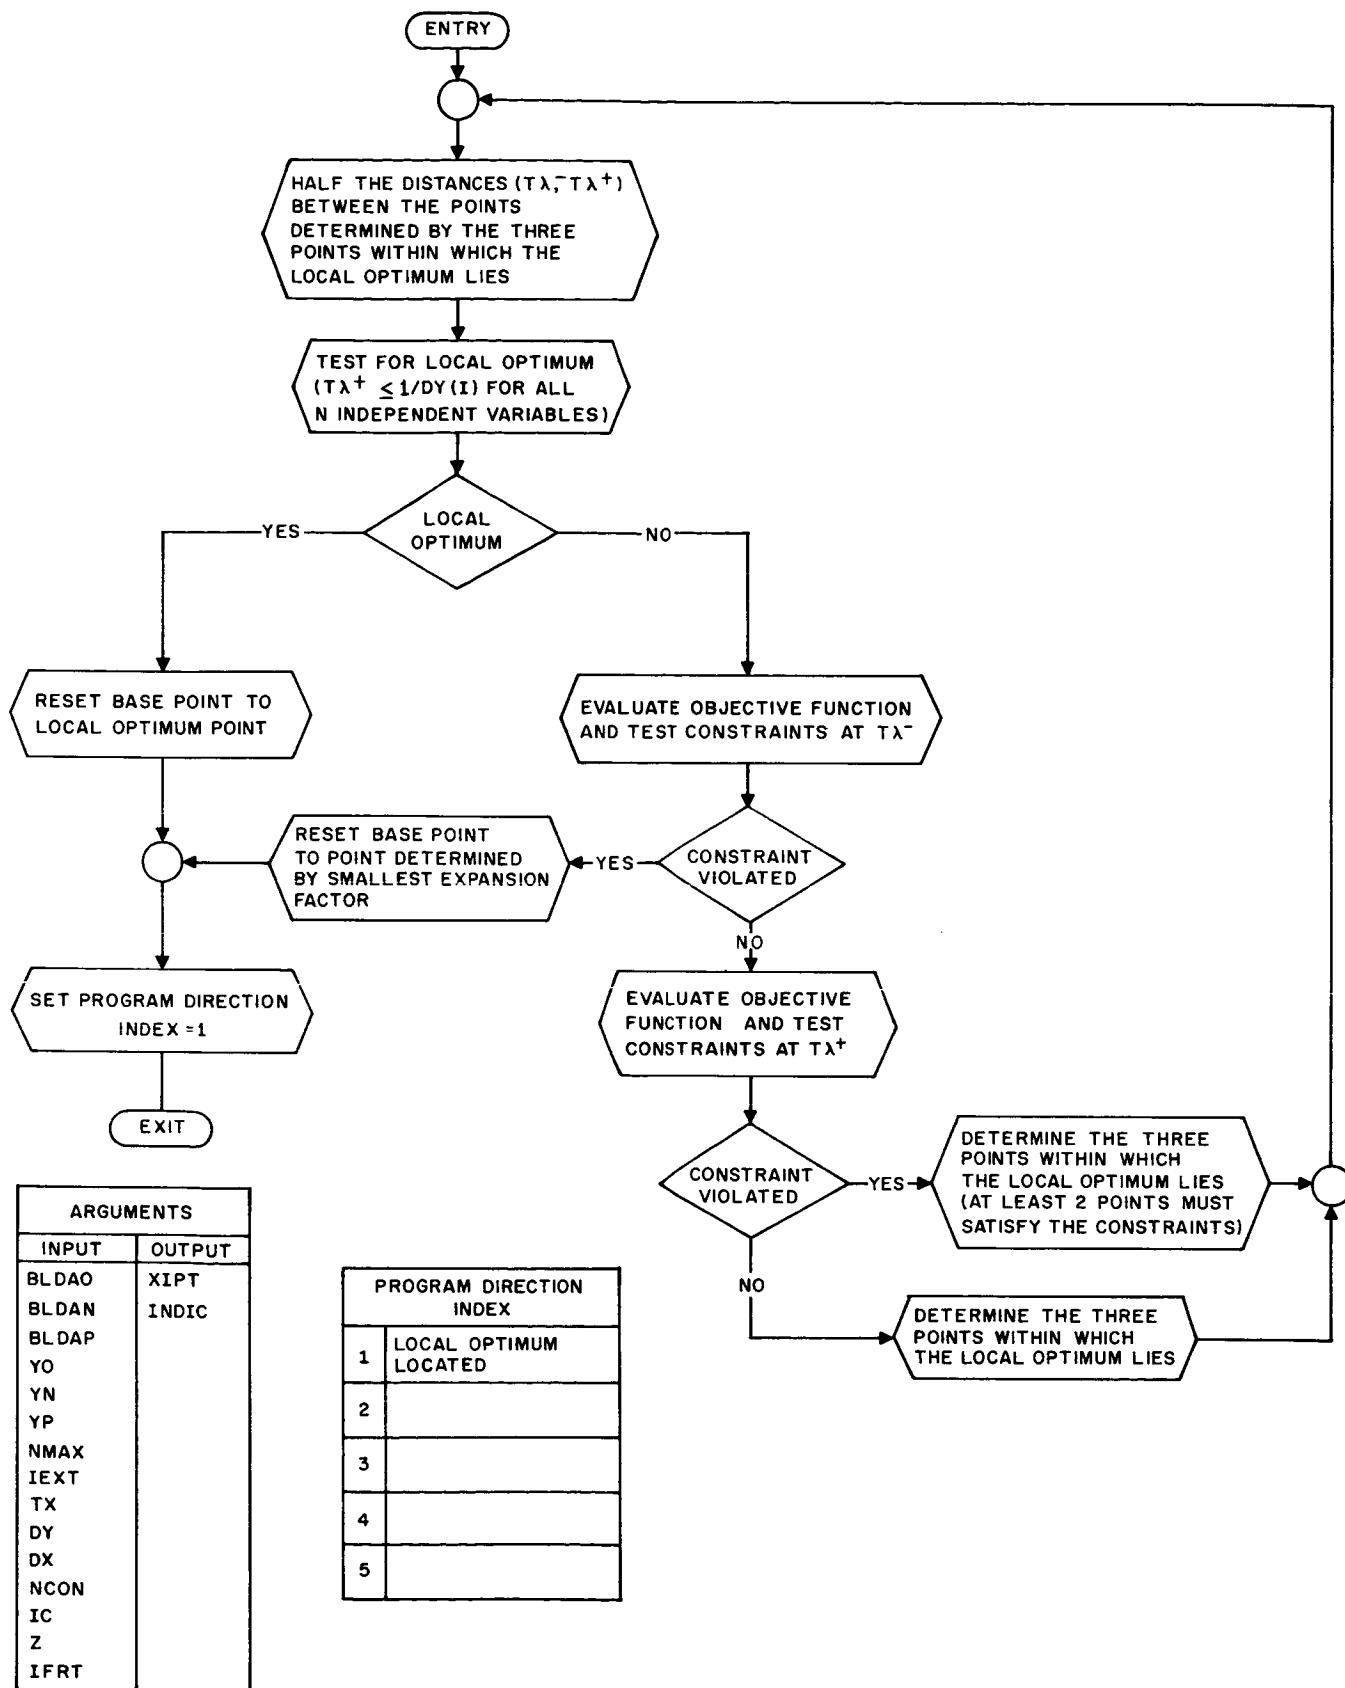 ENTRY
HALF THE DISTANCES (Tλ⁻, Tλ⁺)
BETWEEN THE POINTS
DETERMINED BY THE THREE
POINTS WITHIN WHICH THE
LOCAL OPTIMUM LIES
TEST FOR LOCAL OPTIMUM
(Tλ⁺ ≤ 1/DY(I) FOR ALL
N INDEPENDENT VARIABLES)
LOCAL
OPTIMUM
YES
NO
RESET BASE POINT TO
LOCAL OPTIMUM POINT
EVALUATE OBJECTIVE FUNCTION
AND TEST CONSTRAINTS AT Tλ⁻
RESET BASE POINT
TO POINT DETERMINED
BY SMALLEST EXPANSION
FACTOR
YES
CONSTRAINT
VIOLATED
NO
SET PROGRAM DIRECTION
INDEX = 1
EVALUATE OBJECTIVE
FUNCTION AND TEST
CONSTRAINTS AT Tλ⁺
EXIT
CONSTRAINT
VIOLATED
YES
DETERMINE THE THREE
POINTS WITHIN WHICH
THE LOCAL OPTIMUM LIES
(AT LEAST 2 POINTS MUST
SATISFY THE CONSTRAINTS)
NO
DETERMINE THE THREE
POINTS WITHIN WHICH
THE LOCAL OPTIMUM LIES
ARGUMENTS
INPUT OUTPUT
BLDAO XIPT
BLDAN INDIC
BLDAP
YO
YN
YP
NMAX
IEXT
TX
DY
DX
NCON
IC
Z
IFRT
PROGRAM DIRECTION
INDEX
1 LOCAL OPTIMUM
LOCATED
2
3
4
5